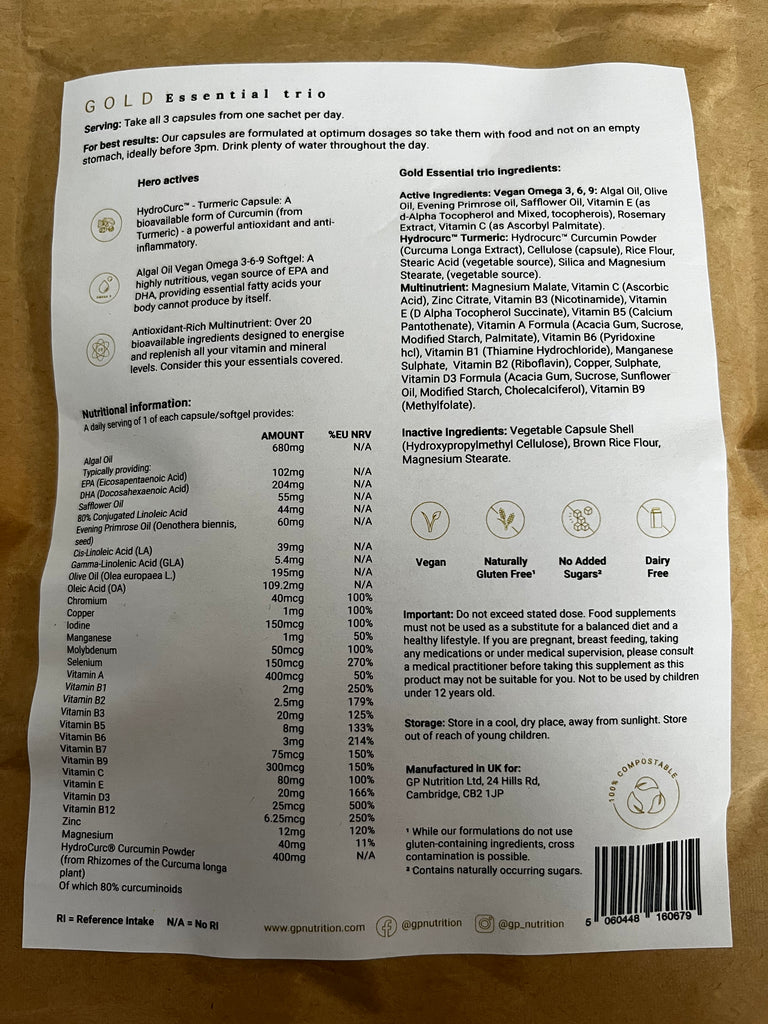 GOLD Essential trio
Serving: Take all 3 capsules from one sachet per day.
For best results: Our capsules are formulated at optimum dosages so take them with food and not on an empty
stomach, ideally before 3pm. Drink plenty of water throughout the day.
Hero actives
HydroCurc™ - Turmeric Capsule: A
bioavailable form of Curcumin (from
Turmeric) - a powerful antioxidant and anti-
inflammatory.
Algal Oil Vegan Omega 3-6-9 Softgel: A
highly nutritious, vegan source of EPA and
DHA, providing essential fatty acids your
body cannot produce by itself.
Antioxidant-Rich Multinutrient: Over 20
bioavailable ingredients designed to energise
and replenish all your vitamin and mineral
levels. Consider this your essentials covered.
Nutritional information:
A daily serving of 1 of each capsule/softgel provides:
AMOUNT %EU NRV
Algal Oil 680mg N/A
Typically providing:
EPA (Eicosapentaenoic Acid) 102mg N/A
DHA (Docosahexaenoic Acid) 204mg N/A
Safflower Oil 55mg N/A
80% Conjugated Linoleic Acid 44mg N/A
Evening Primrose Oil (Oenothera biennis, 60mg N/A
seed)
Cis-Linoleic Acid (LA) 39mg N/A
Gamma-Linolenic Acid (GLA) 5.4mg N/A
Olive Oil (Olea europaea L.) 195mg N/A
Oleic Acid (OA) 109.2mg N/A
Chromium 40mcg 100%
Copper 1mg 100%
Iodine 150mcg 100%
Manganese 1mg 50%
Molybdenum 50mcg 100%
Selenium 150mcg 270%
Vitamin A 400mcg 50%
Vitamin B1 2mg 250%
Vitamin B2 2.5mg 179%
Vitamin B3 20mg 125%
Vitamin B5 8mg 133%
Vitamin B6 3mg 214%
Vitamin B7 75mcg 150%
Vitamin B9 300mcg 150%
Vitamin C 80mg 100%
Vitamin E 20mg 166%
Vitamin D3 25mcg 500%
Vitamin B12 6.25mcg 250%
Zinc 12mg 120%
Magnesium 40mg 11%
HydroCurc® Curcumin Powder 400mg N/A
(from Rhizomes of the Curcuma longa
plant)
Of which 80% curcuminoids
RI = Reference Intake N/A = No RI
Gold Essential trio Ingredients:
Active Ingredients: Vegan Omega 3, 6, 9: Algal Oil, Olive
Oil, Evening Primrose oil, Safflower Oil, Vitamin E (as
d-Alpha Tocopherol and Mixed, tocopherois), Rosemary
Extract, Vitamin C (as Ascorbyl Palmitate).
Hydrocurc™ Turmeric: Hydrocurc™ Curcumin Powder
(Curcuma Longa Extract), Cellulose (capsule), Rice Flour,
Stearic Acid (vegetable source), Silica and Magnesium
Stearate, (vegetable source).
Multinutrient: Magnesium Malate, Vitamin C (Ascorbic
Acid), Zinc Citrate, Vitamin B3 (Nicotinamide), Vitamin
E (D Alpha Tocopherol Succinate), Vitamin B5 (Calcium
Pantothenate), Vitamin A Formula (Acacia Gum, Sucrose,
Modified Starch, Palmitate), Vitamin B6 (Pyridoxine
hcl), Vitamin B1 (Thiamine Hydrochloride), Manganese
Sulphate, Vitamin B2 (Riboflavin), Copper, Sulphate,
Vitamin D3 Formula (Acacia Gum, Sucrose, Sunflower
Oil, Modified Starch, Cholecalciferol), Vitamin B9
(Methylfolate).
Inactive Ingredients: Vegetable Capsule Shell
(Hydroxypropylmethyl Cellulose), Brown Rice Flour,
Magnesium Stearate.
Vegan
Naturally
Gluten Free¹
No Added
Sugars²
Dairy
Free
Important: Do not exceed stated dose. Food supplements
must not be used as a substitute for a balanced diet and a
healthy lifestyle. If you are pregnant, breast feeding, taking
any medications or under medical supervision, please consult
a medical practitioner before taking this supplement as this
product may not be suitable for you. Not to be used by children
under 12 years old.
Storage: Store in a cool, dry place, away from sunlight. Store
out of reach of young children.
Manufactured in UK for:
GP Nutrition Ltd, 24 Hills Rd,
Cambridge, CB2 1JP
100% COMPOSTABLE
¹ While our formulations do not use
gluten-containing ingredients, cross
contamination is possible.
² Contains naturally occurring sugars.
www.gpnutrition.com @gpnutrition @gp_nutrition
5 060448 160679